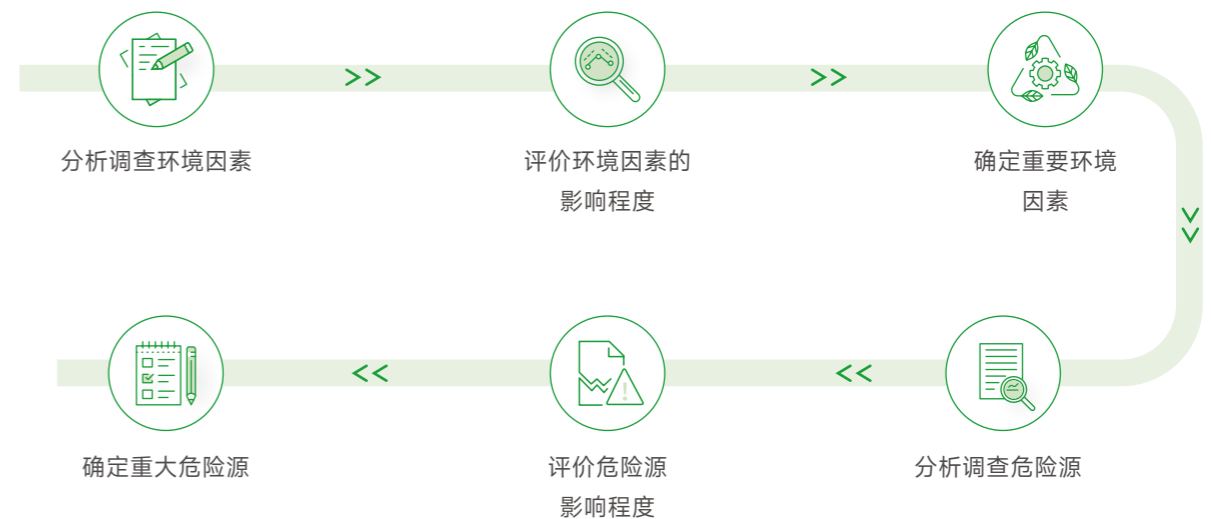 分析调查环境因素
评价环境因素的
影响程度
确定重要环境
因素
分析调查危险源
评价危险源
影响程度
确定重大危险源